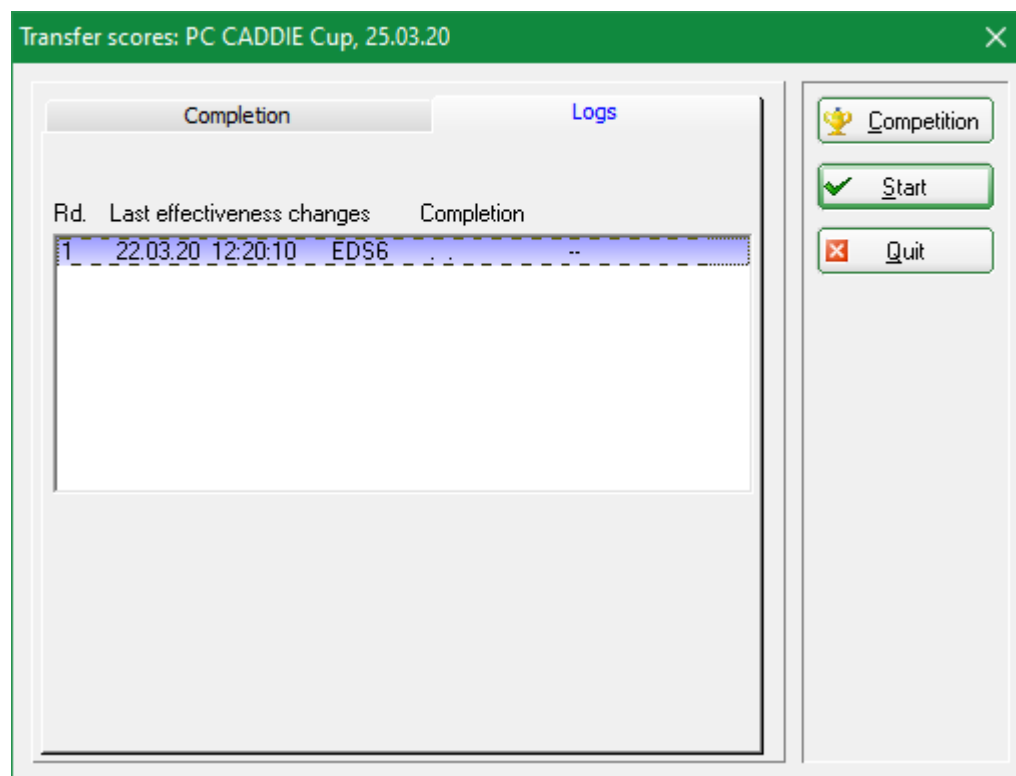 Transfer scores: PC CADDIE Cup, 25.03.20
Completion Logs
Rd. Last effectiveness changes Completion
1 22.03.20 12:20:10 EDS6 . . --
Competition
Start
Quit